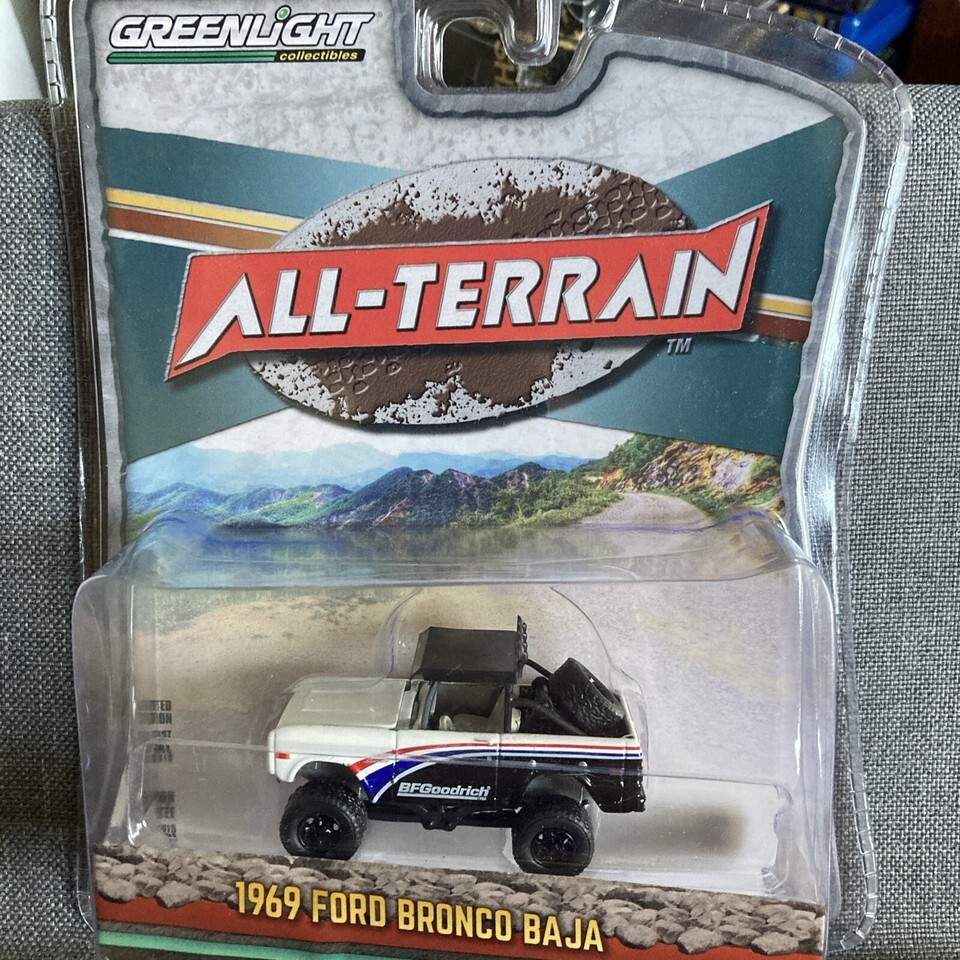 GREENLIGHT
collectibles
ALL-TERRAIN
TM
BFGoodrich
1969 FORD BRONCO BAJA